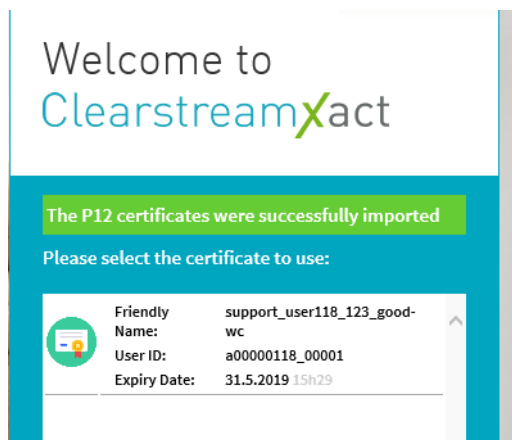 Welcome to
ClearstreamXact
The P12 certificates were successfully imported
Please select the certificate to use:
Friendly Name: support_user118_123_good-wc
User ID: a00000118_00001
Expiry Date: 31.5.2019 15h29